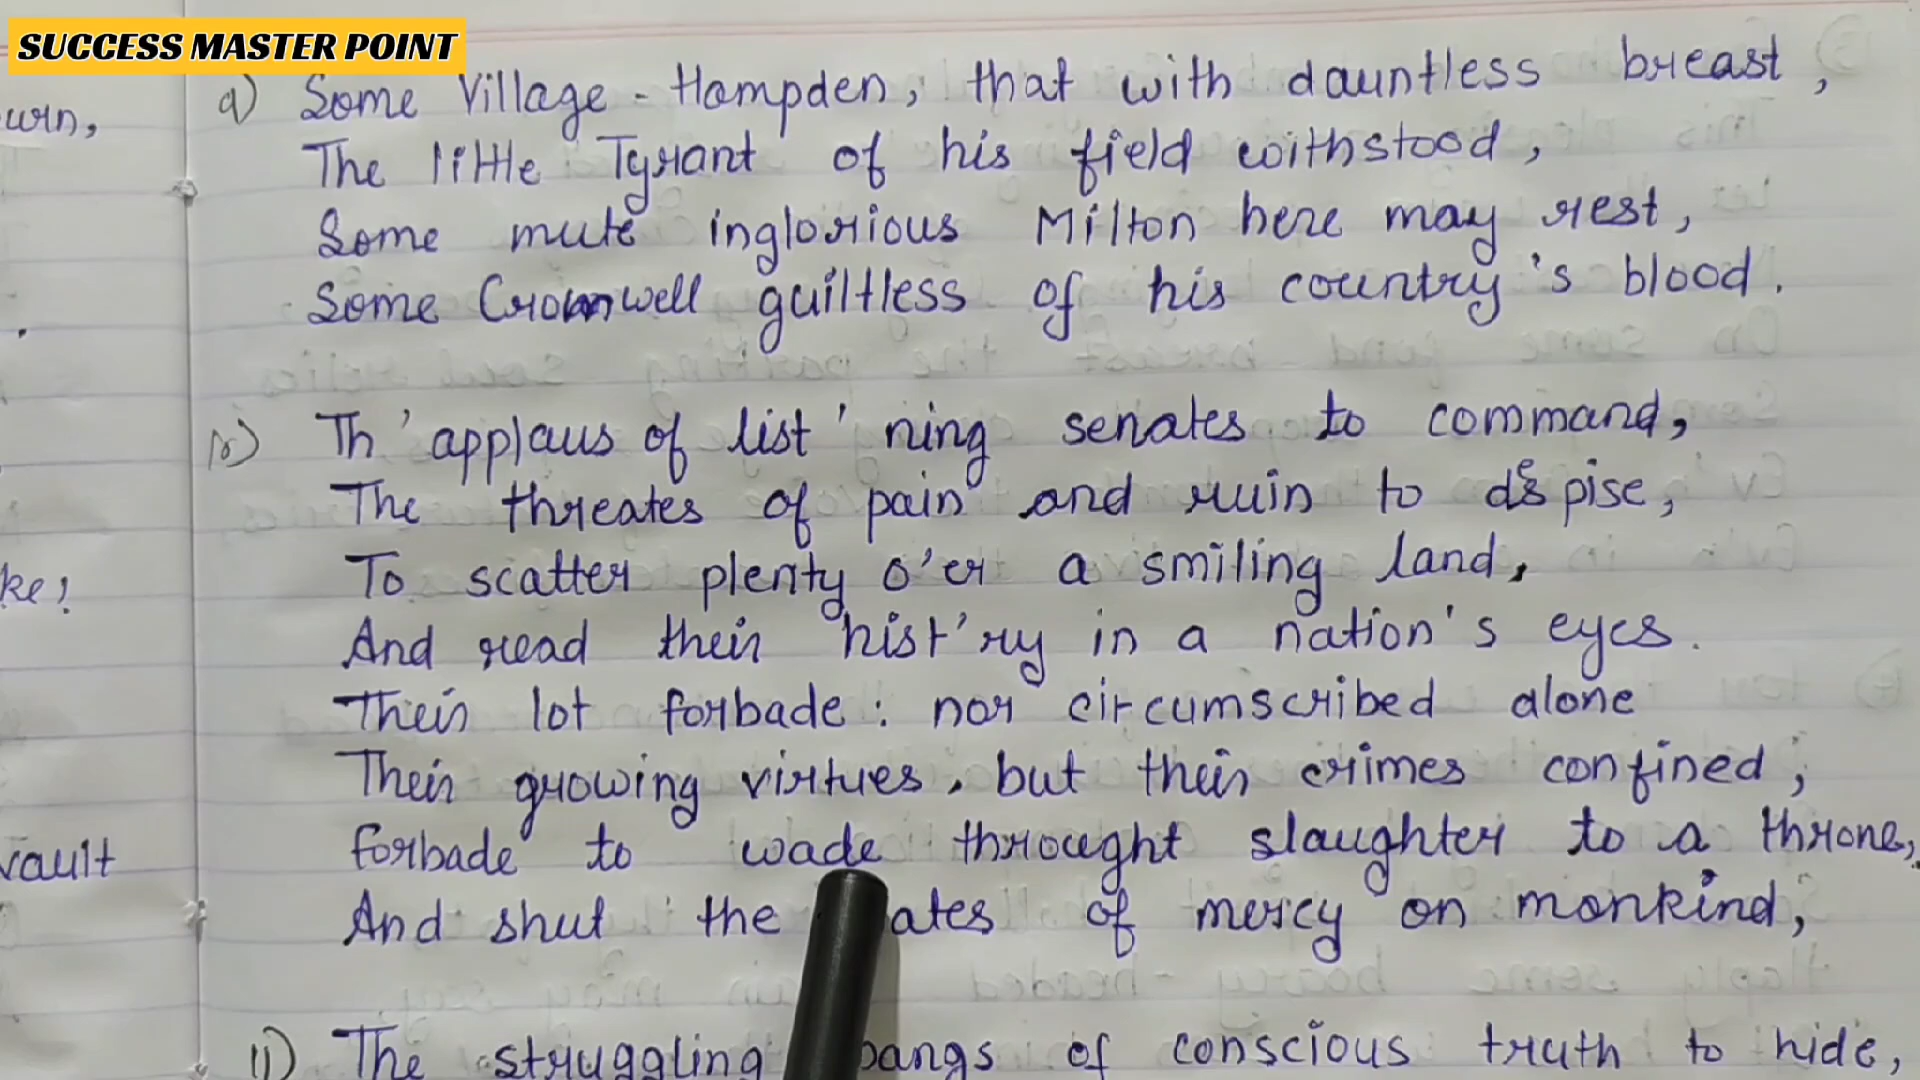 SUCCESS MASTER POINT
urn,
9) Some Village - Hampden, that with dauntless breast,
The little Tyrant of his field withstood,
Some mute inglorious Milton here may rest,
Some Cromwell guiltless of his country's blood.
10) Th' applaus of list'ning senates to command,
The threates of pain and ruin to despise,
To scatter plenty o'er a smiling land,
ke!
And read their hist'ry in a nation's eyes.
Their lot forbade: nor circumscribed alone
Their growing virtues, but their crimes confined;
vault
forbade to wade throught slaughter to a throne,
And shut the ates of mercy on mankind,
11) The struggling pangs of conscious truth to hide,